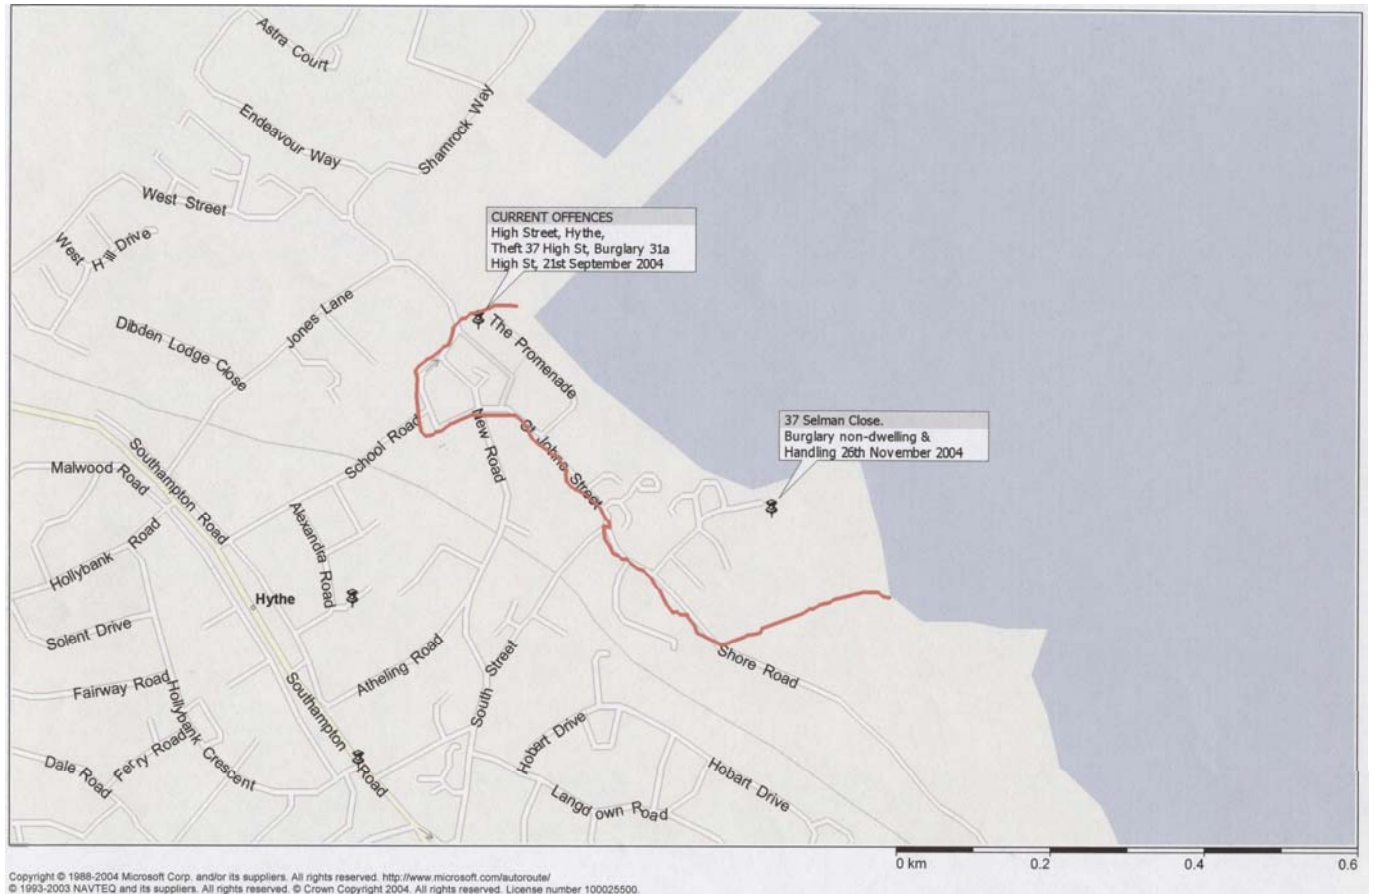 Astra Court
Endeavour Way
Shamrock Way
West Street
West Hill Drive
CURRENT OFFENCES
High Street, Hythe,
Theft 37 High St, Burglary 31a
High St, 21st September 2004
Jones Lane
Dibden Lodge Close
The Promenade
37 Selman Close.
Burglary non-dwelling &
Handling 26th November 2004
School Road
New Road
St Johns Street
Southampton Road
Malwood Road
Hollybank Road
Alexandra Road
Hythe
Solent Drive
Atheling Road
Shore Road
Fairway Road
South Street
Hollybank Crescent
Southampton Road
Ferry Road
Dale Road
Hobart Drive
Hobart Drive
Langdown Road
0 km 0.2 0.4 0.6
Copyright © 1988-2004 Microsoft Corp. and/or its suppliers. All rights reserved. http://www.microsoft.com/autoroute/
© 1993-2003 NAVTEQ and its suppliers. All rights reserved. © Crown Copyright 2004. All rights reserved. License number 100025500.